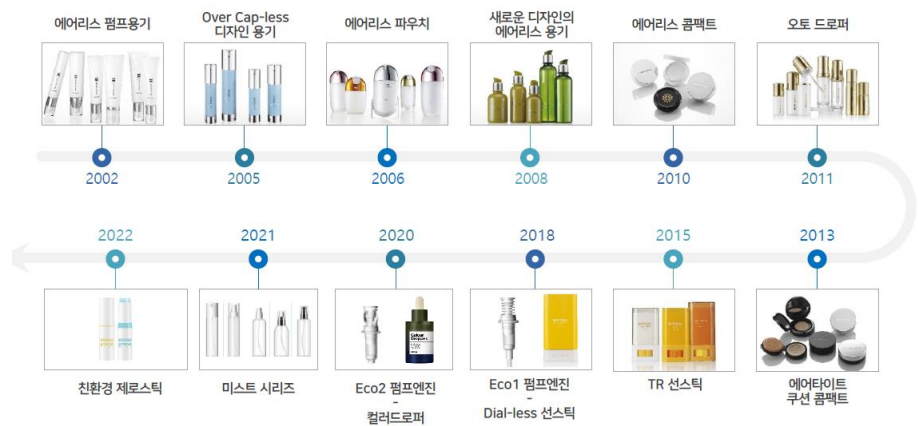 에어리스 펌프용기
Over Cap-less
디자인 용기
에어리스 파우치
새로운 디자인의
에어리스 용기
에어리스 콤팩트
오토 드로퍼
2002
2005
2006
2008
2010
2011
2022
2021
2020
2018
2015
2013
친환경 제로스틱
미스트 시리즈
Eco2 펌프엔진
-
컬러드로퍼
Eco1 펌프엔진
-
Dial-less 선스틱
TR 선스틱
에어타이트
쿠션 콤팩트